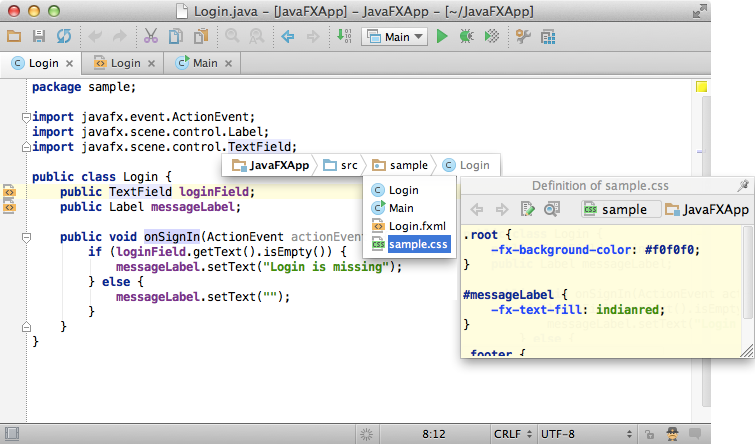 Login.java – [JavaFXApp] – JavaFXApp – [~/JavaFXApp]
Main
Login
Login
Main
package sample;
import javafx.event.ActionEvent;
import javafx.scene.control.Label;
import javafx.scene.control.TextField;
JavaFXApp src sample Login
public class Login {
public TextField loginField;
public Label messageLabel;
Login
Main
Login.fxml
sample.css
public void onSignIn(ActionEvent actionEvent
if (loginField.getText().isEmpty()) {
messageLabel.setText("Login is missing");
} else {
messageLabel.setText("");
}
}
}
Definition of sample.css
sample JavaFXApp
.root {
-fx-background-color: #f0f0f0;
}
#messageLabel {
-fx-text-fill: indianred;
}
.footer {
8:12 CRLF UTF-8